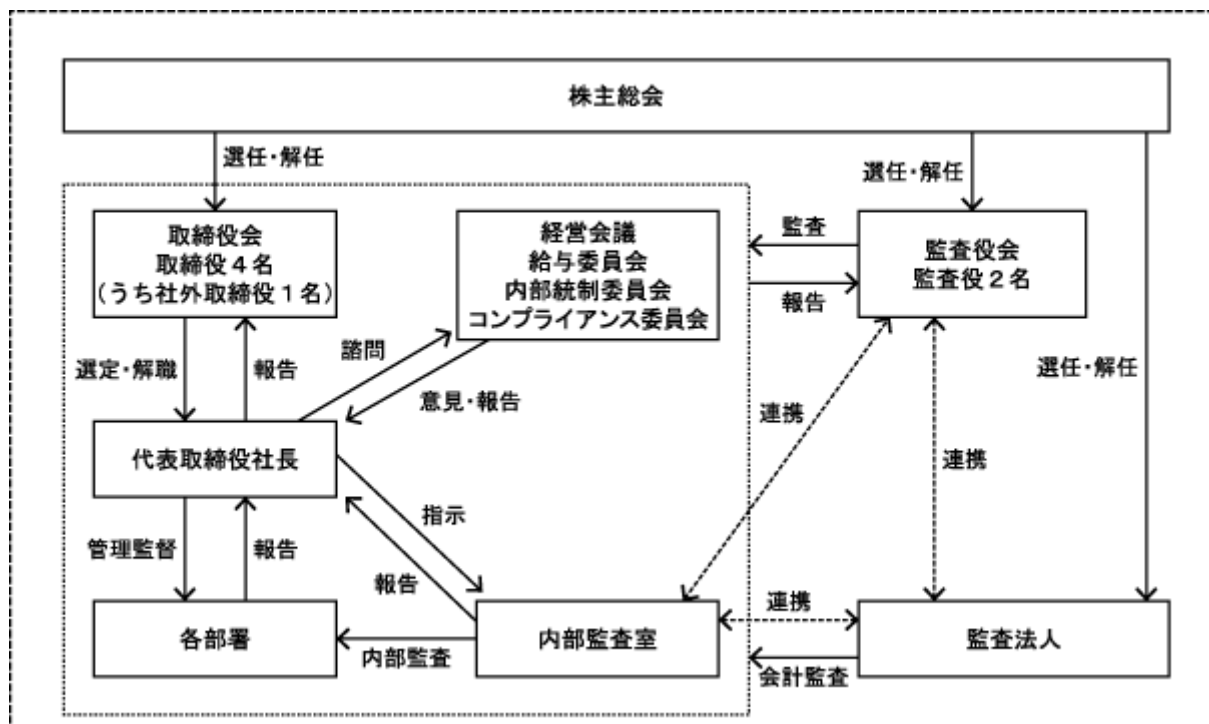 株主総会
選任・解任
選任・解任
取締役会
取締役４名
（うち社外取締役１名）
経営会議
給与委員会
内部統制委員会
コンプライアンス委員会
監査
報告
監査役会
監査役２名
選定・解職
報告
諮問
意見・報告
選任・解任
連携
連携
代表取締役社長
指示
管理監督
報告
報告
連携
各部署
内部監査
内部監査室
会計監査
監査法人